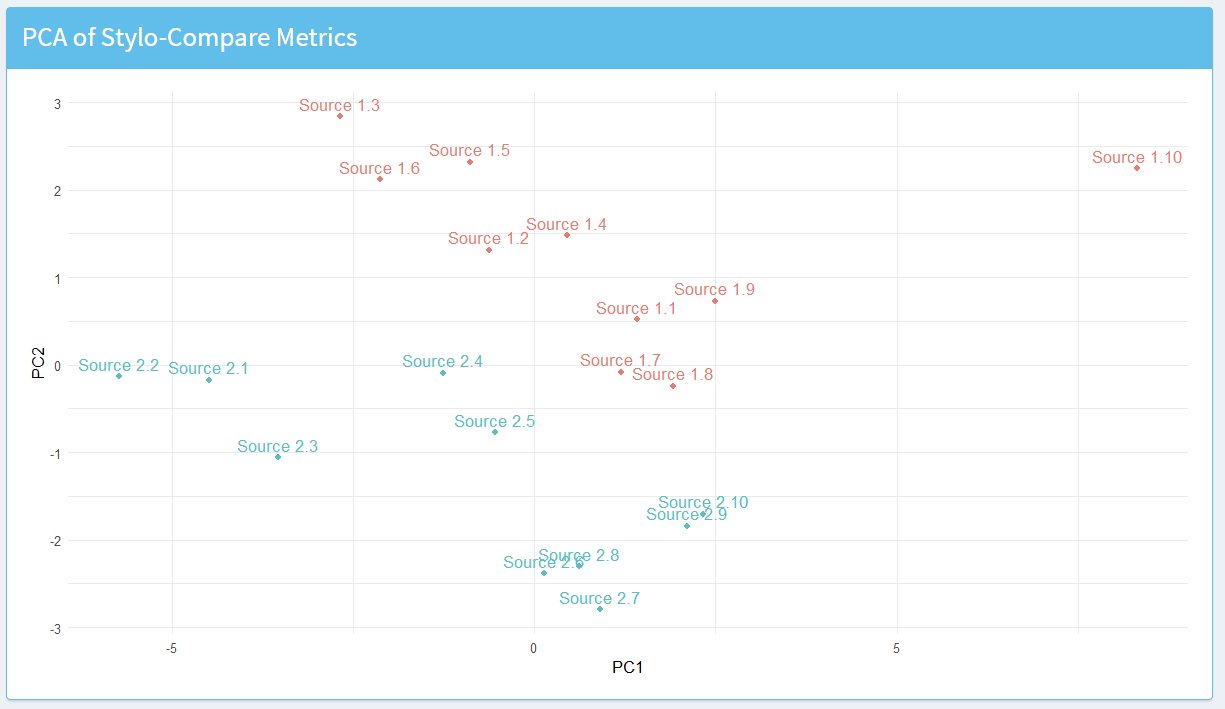 PCA of Stylo-Compare Metrics
3
Source 1.3
Source 1.5
Source 1.10
Source 1.6
2
Source 1.4
Source 1.2
1
Source 1.9
Source 1.1
PC2
0
Source 2.2
Source 2.1
Source 2.4
Source 1.7
Source 1.8
Source 2.5
Source 2.3
-1
Source 2.10
Source 2.9
-2
Source 2.8
Source 2.6
Source 2.7
-3
-5
0
5
PC1